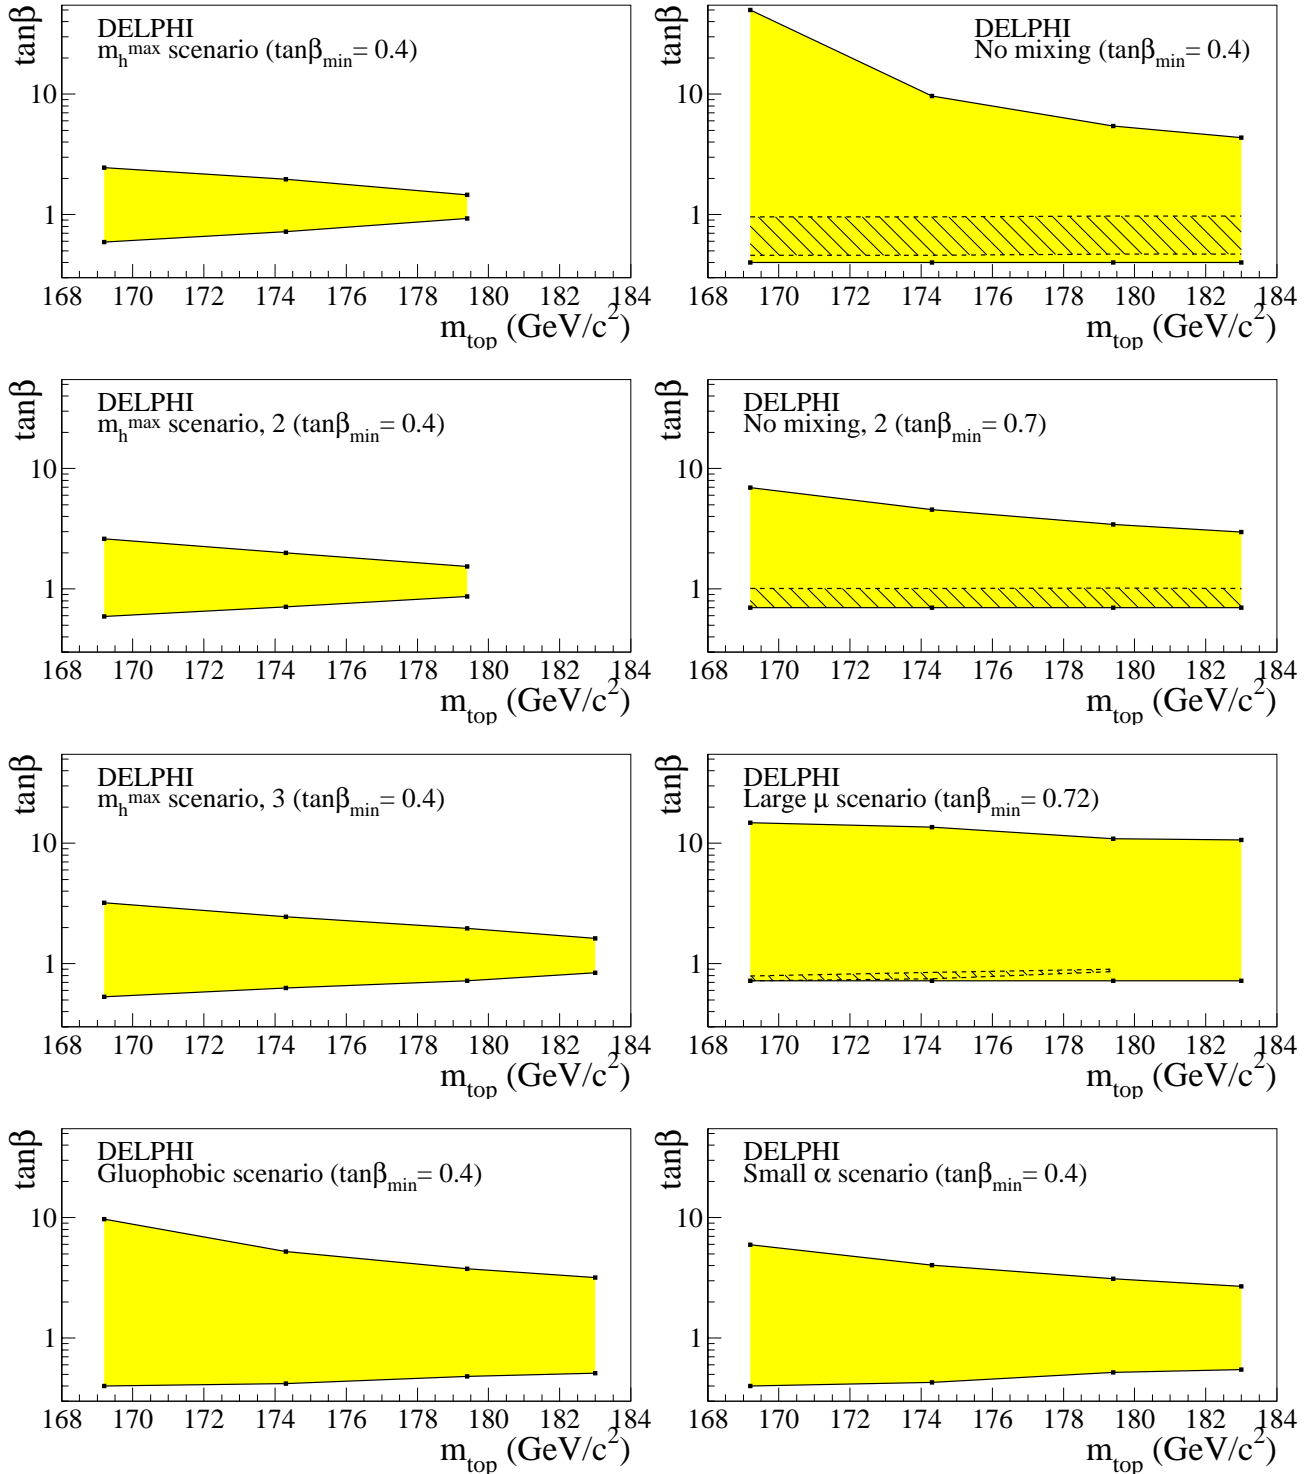 tanβ
10
1
DELPHI
m_h^max scenario (tanβ_min= 0.4)
168 170 172 174 176 178 180 182 184
m_top (GeV/c²)
tanβ
10
1
DELPHI
No mixing (tanβ_min= 0.4)
168 170 172 174 176 178 180 182 184
m_top (GeV/c²)
tanβ
10
1
DELPHI
m_h^max scenario, 2 (tanβ_min= 0.4)
168 170 172 174 176 178 180 182 184
m_top (GeV/c²)
tanβ
10
1
DELPHI
No mixing, 2 (tanβ_min= 0.7)
168 170 172 174 176 178 180 182 184
m_top (GeV/c²)
tanβ
10
1
DELPHI
m_h^max scenario, 3 (tanβ_min= 0.4)
168 170 172 174 176 178 180 182 184
m_top (GeV/c²)
tanβ
10
1
DELPHI
Large μ scenario (tanβ_min= 0.72)
168 170 172 174 176 178 180 182 184
m_top (GeV/c²)
tanβ
10
1
DELPHI
Gluophobic scenario (tanβ_min= 0.4)
168 170 172 174 176 178 180 182 184
m_top (GeV/c²)
tanβ
10
1
DELPHI
Small α scenario (tanβ_min= 0.4)
168 170 172 174 176 178 180 182 184
m_top (GeV/c²)